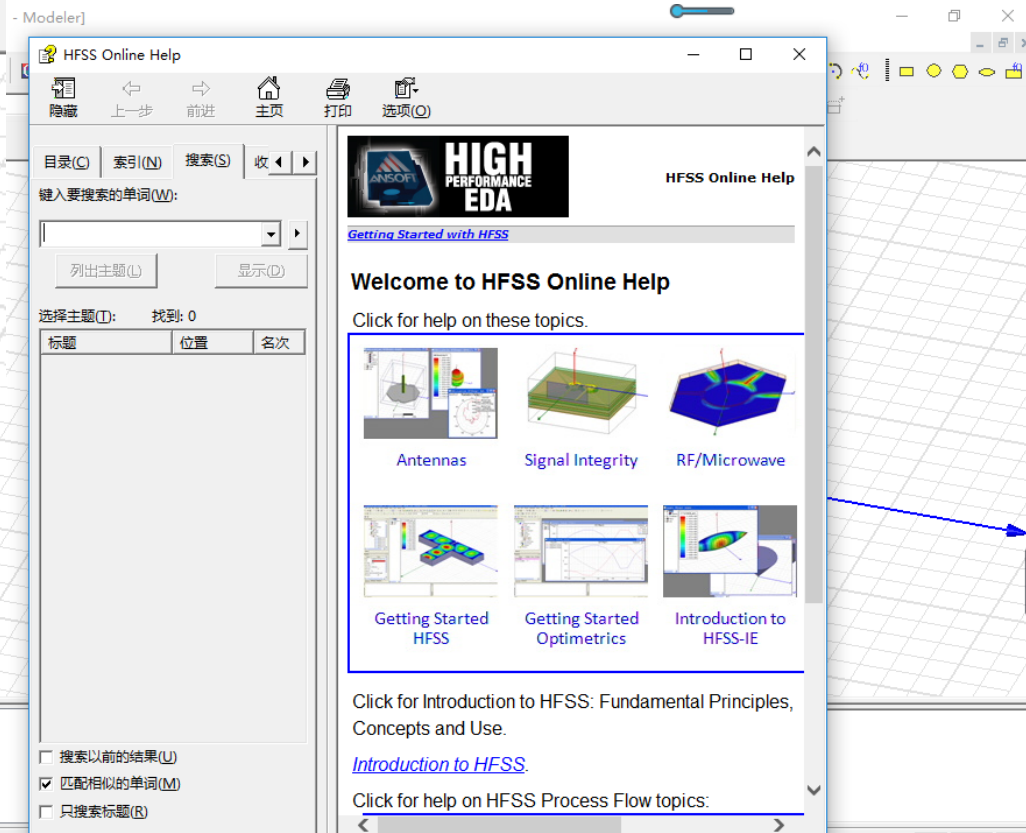 - Modeler]
HFSS Online Help
隐藏
上一步
前进
主页
打印
选项(O)
目录(C)
索引(N)
搜索(S)
收
键入要搜索的单词(W):
列出主题(L)
显示(D)
选择主题(T):
找到: 0
标题
位置
名次
搜索以前的结果(U)
匹配相似的单词(M)
只搜索标题(R)
ANSOFT
HIGH
PERFORMANCE
EDA
HFSS Online Help
Getting Started with HFSS
Welcome to HFSS Online Help
Click for help on these topics.
Antennas
Signal Integrity
RF/Microwave
Getting Started
HFSS
Getting Started
Optimetrics
Introduction to
HFSS-IE
Click for Introduction to HFSS: Fundamental Principles,
Concepts and Use.
Introduction to HFSS.
Click for help on HFSS Process Flow topics: